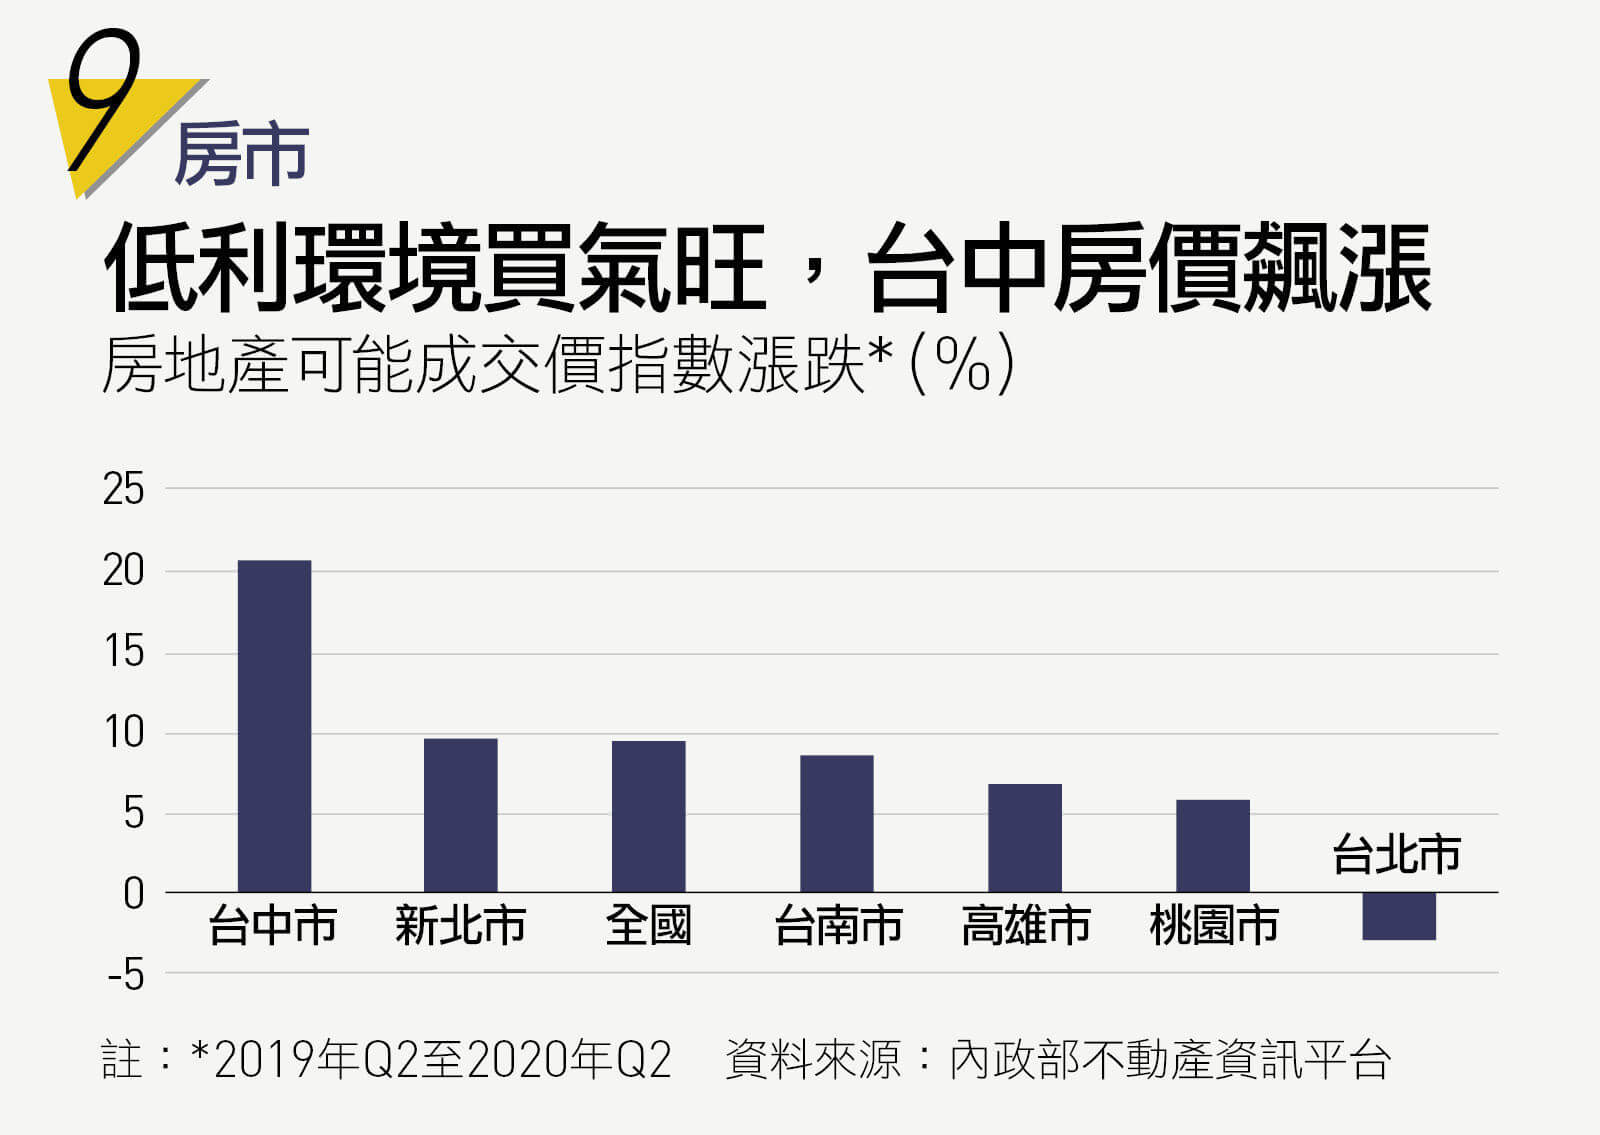 9
房市
低利環境買氣旺，台中房價飆漲
房地產可能成交價指數漲跌*(%)
25
20
15
10
5
0
-5
台北市
台中市 新北市 全國 台南市 高雄市 桃園市
註：*2019年Q2至2020年Q2 資料來源：內政部不動產資訊平台